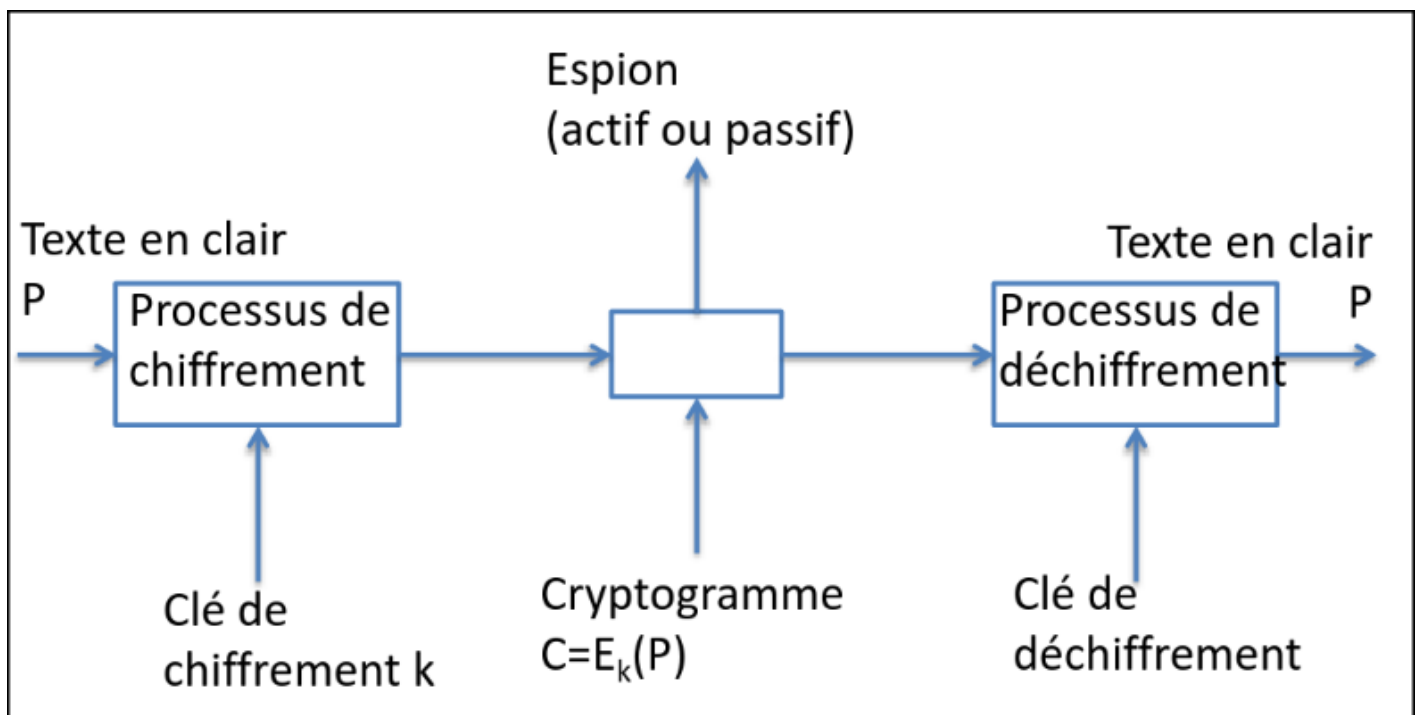 Espion
(actif ou passif)
Texte en clair
P
Processus de
chiffrement
Texte en clair
P
Processus de
déchiffrement
Clé de
chiffrement k
Cryptogramme
C=Ek(P)
Clé de
déchiffrement